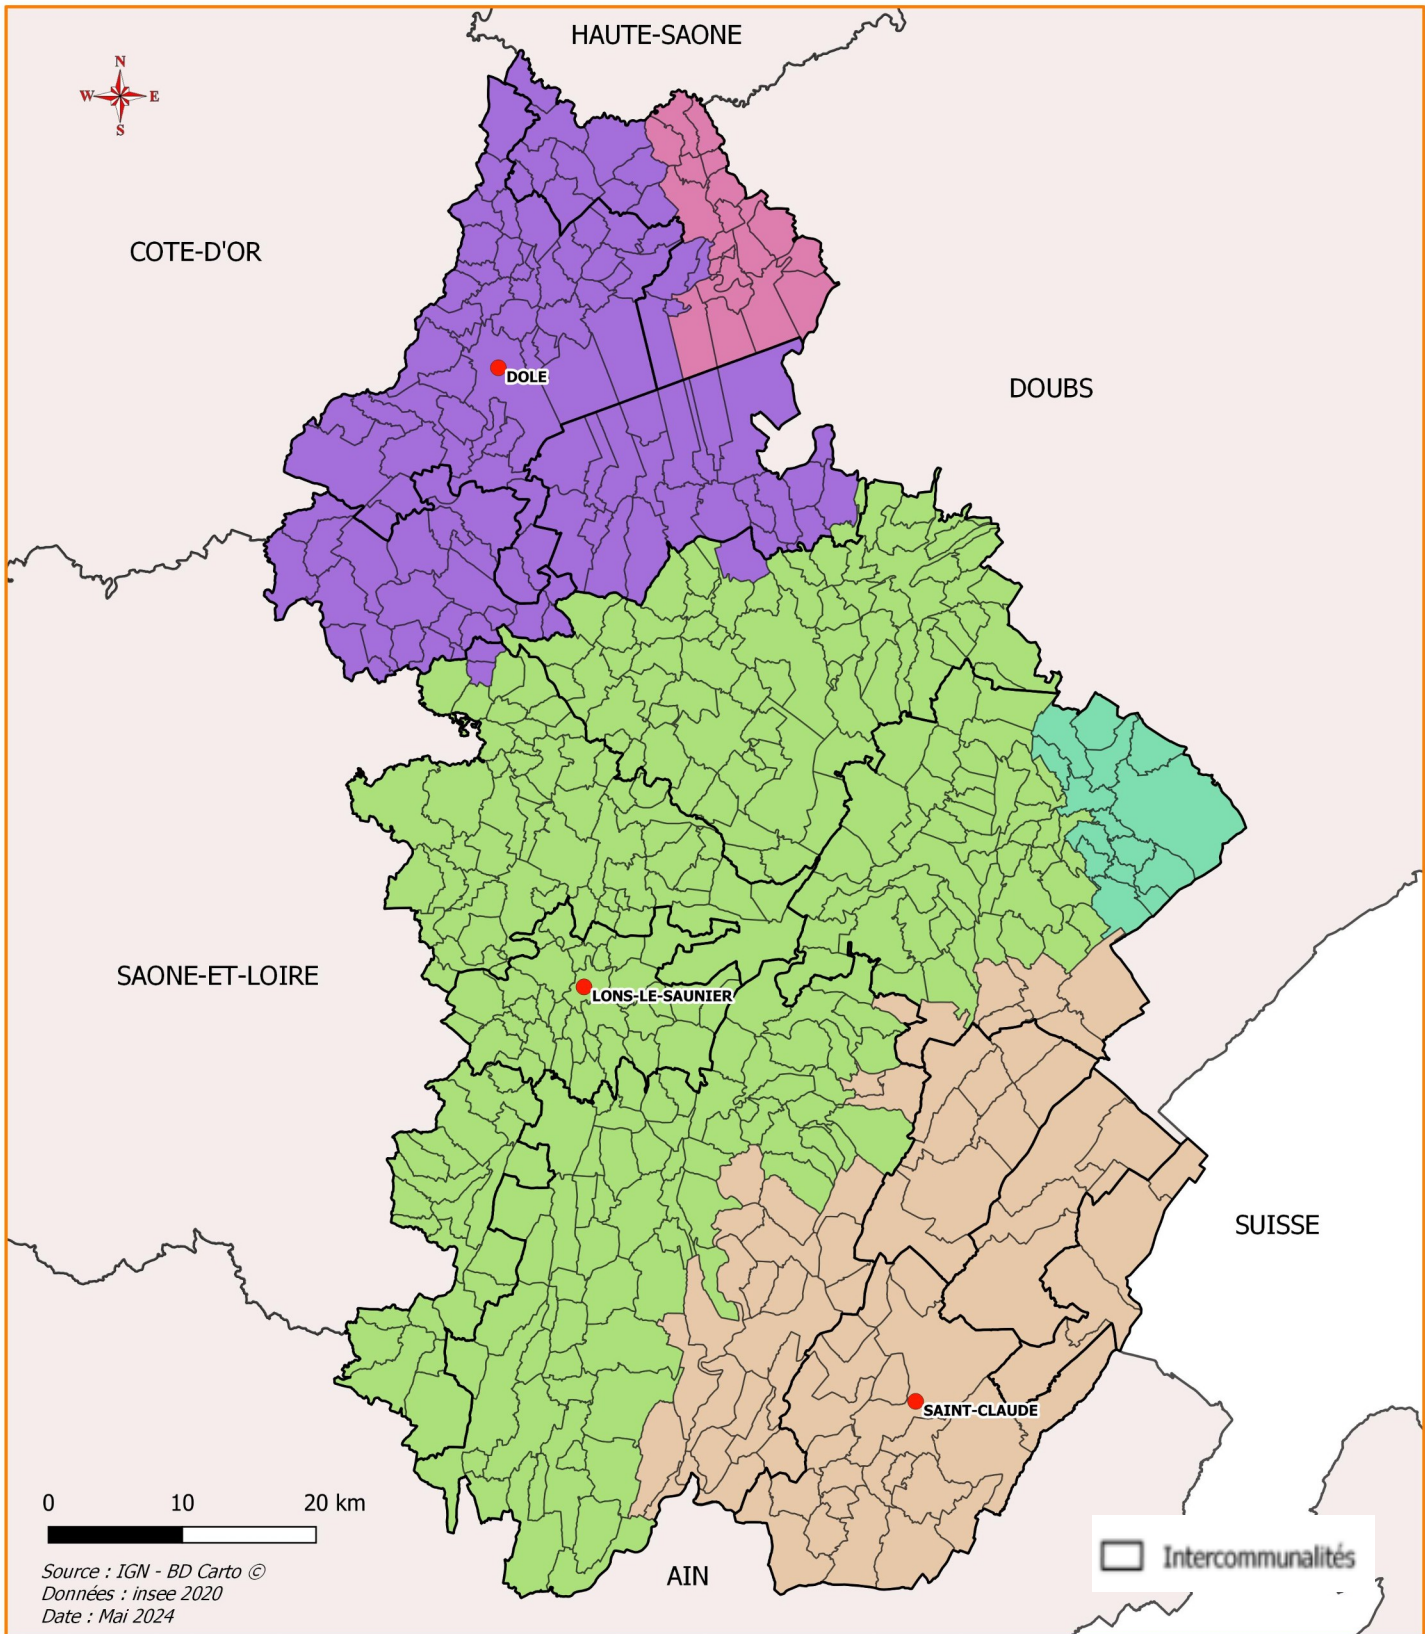 HAUTE-SAONE
N
W E
S
COTE-D'OR
DOLE
DOUBS
SAONE-ET-LOIRE
LONS-LE-SAUNIER
SUISSE
SAINT-CLAUDE
0 10 20 km
Intercommunalités
AIN
Source : IGN - BD Carto ©
Données : insee 2020
Date : Mai 2024